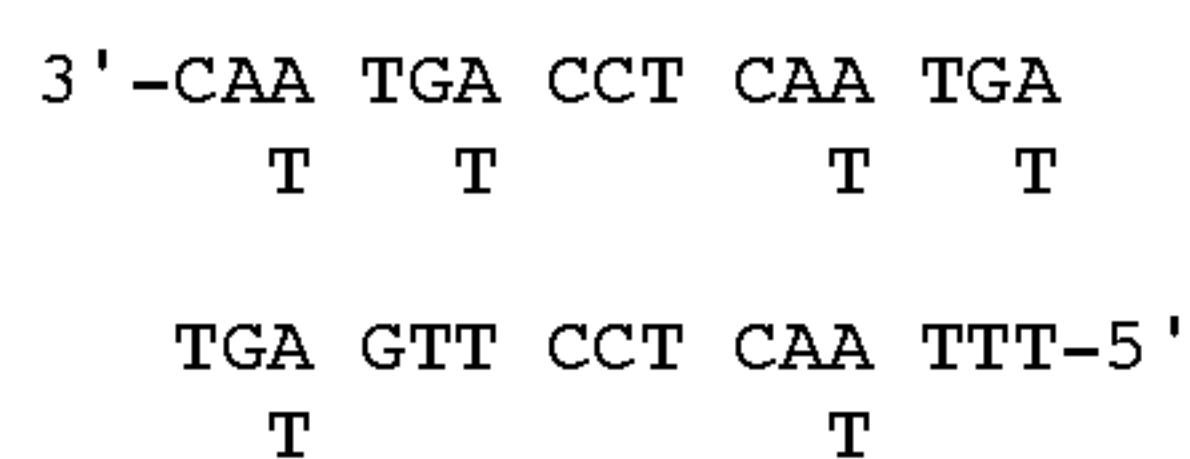 3'-CAA TGA CCT CAA TGA
T T T T
TGA GTT CCT CAA TTT-5'
T T